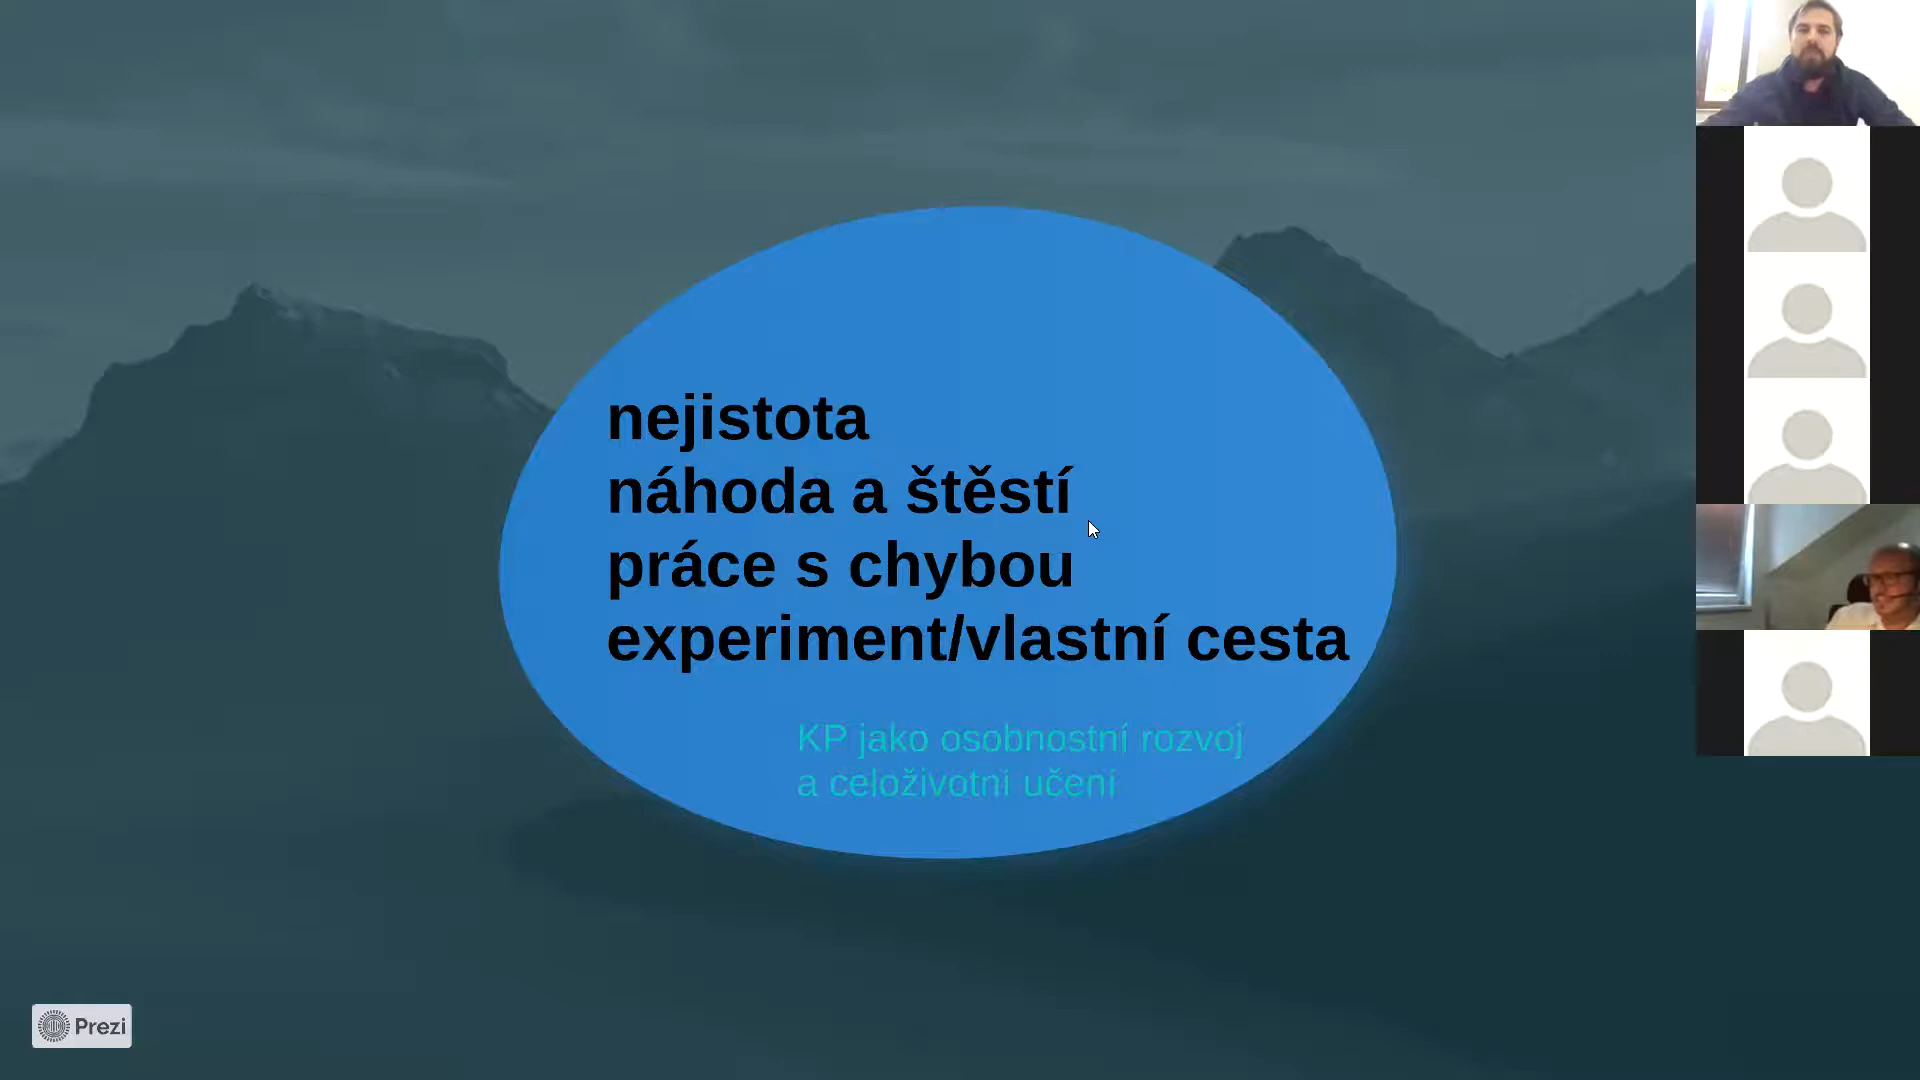 nejistota
náhoda a štěstí
práce s chybou
experiment/vlastní cesta
KP jako osobnostní rozvoj
a celoživotní učení
Prezi